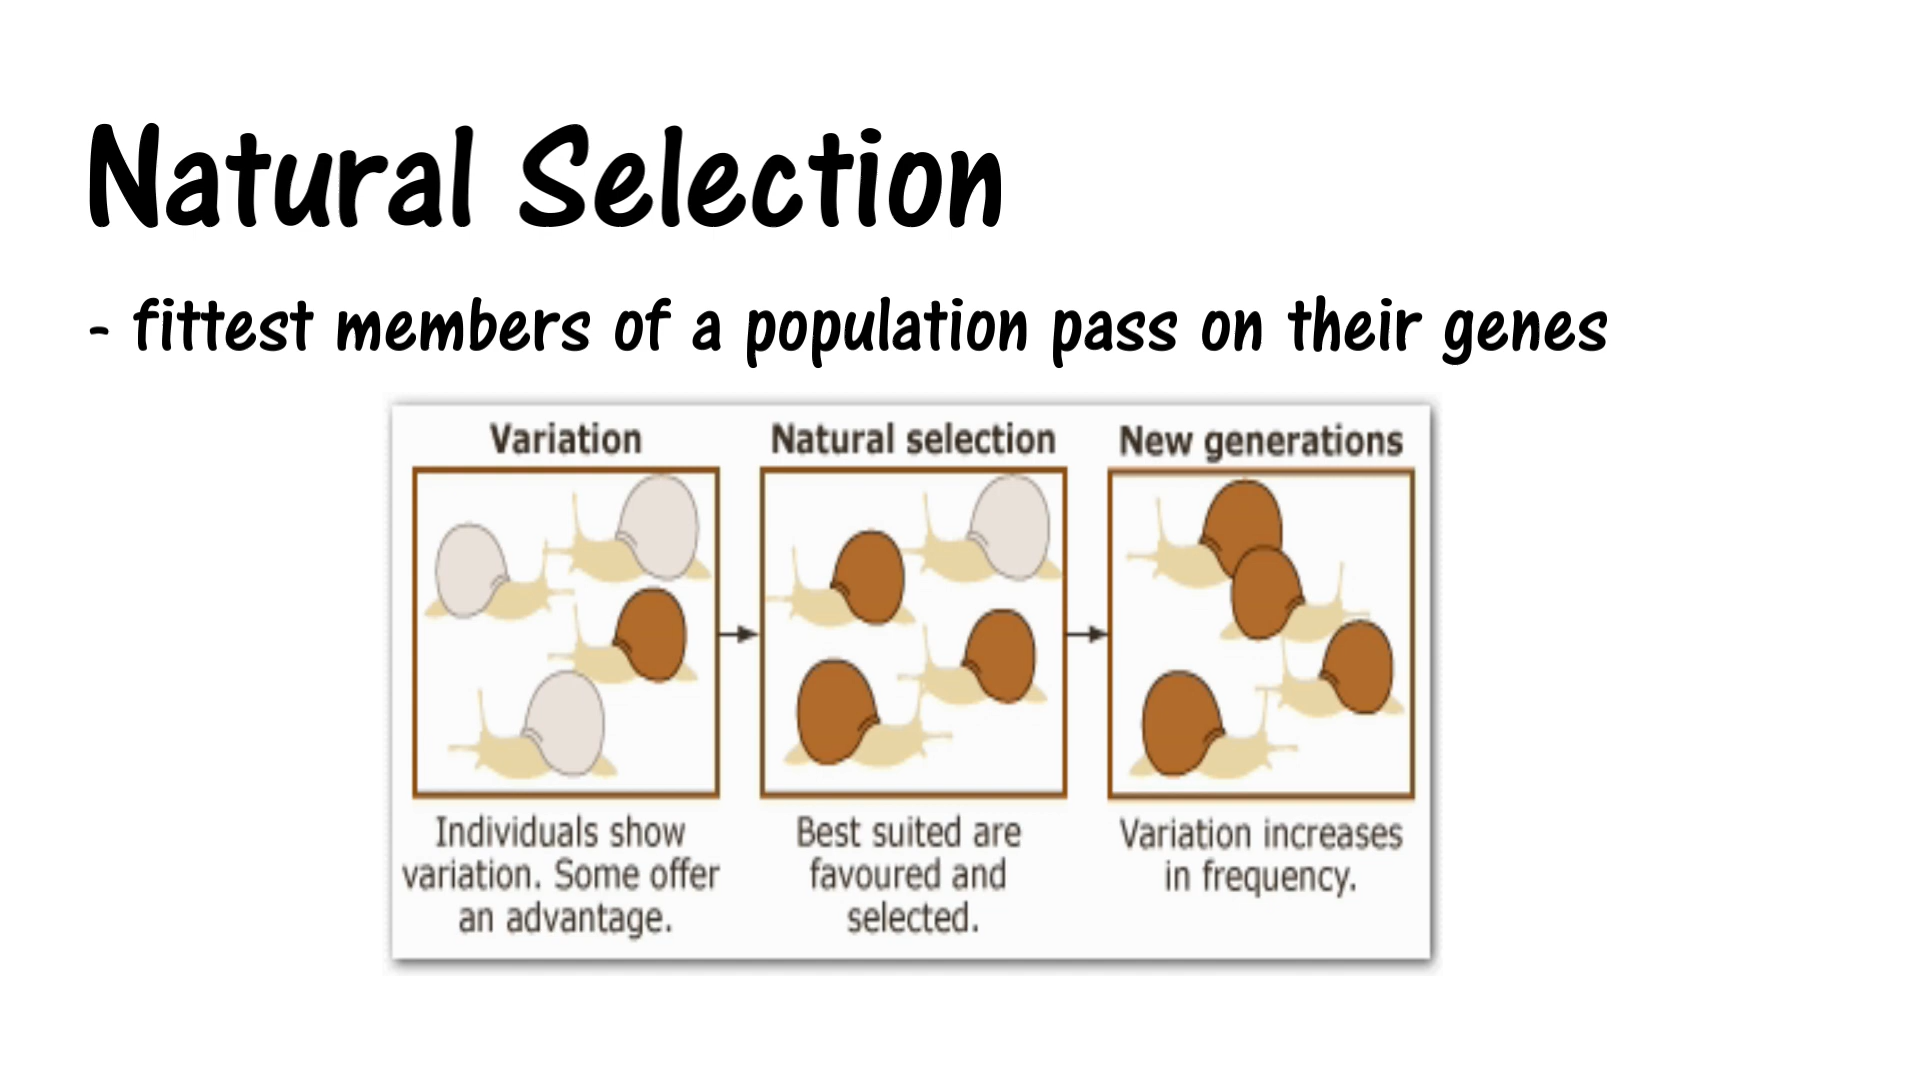 Natural Selection
- fittest members of a population pass on their genes
Variation
Individuals show
variation. Some offer
an advantage.
Natural selection
Best suited are
favoured and
selected.
New generations
Variation increases
in frequency.